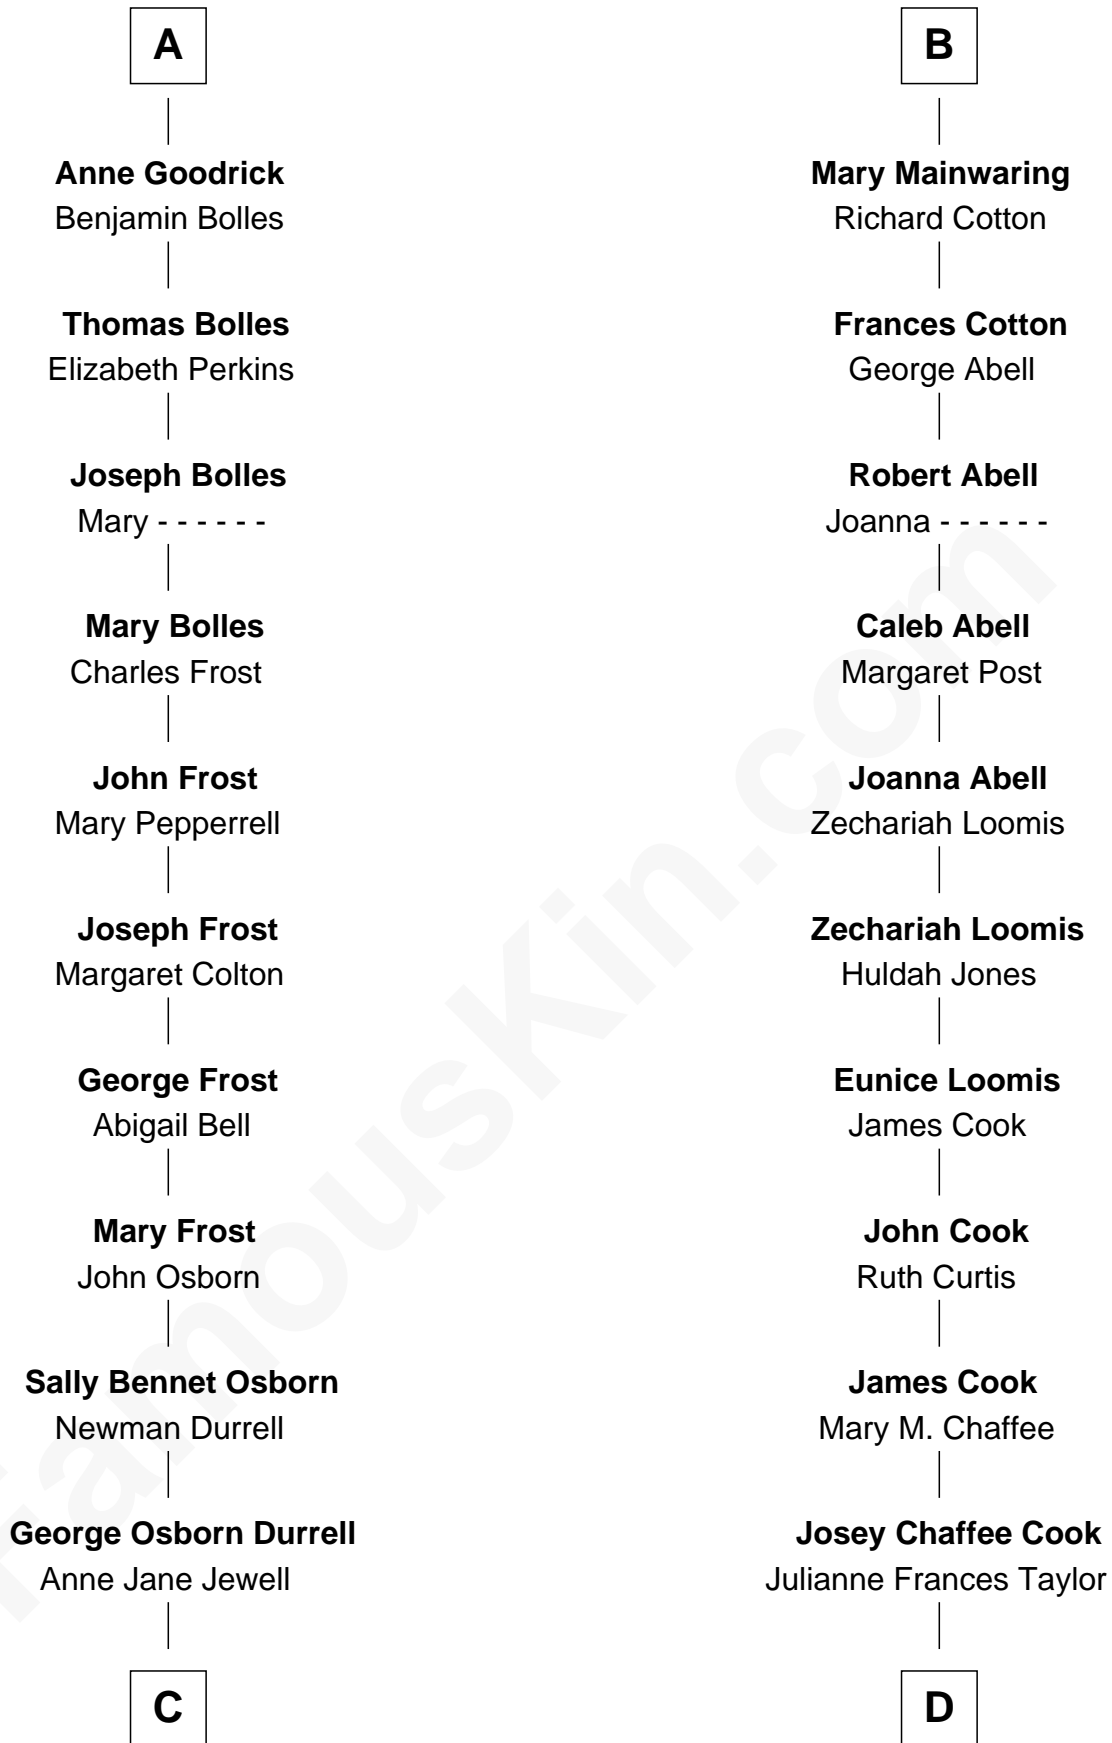 A
Anne Goodrick
Benjamin Bolles
Thomas Bolles
Elizabeth Perkins
Joseph Bolles
Mary - - - - - -
Mary Bolles
Charles Frost
John Frost
Mary Pepperrell
Joseph Frost
Margaret Colton
George Frost
Abigail Bell
Mary Frost
John Osborn
Sally Bennet Osborn
Newman Durrell
George Osborn Durrell
Anne Jane Jewell
C
B
Mary Mainwaring
Richard Cotton
Frances Cotton
George Abell
Robert Abell
Joanna - - - - - -
Caleb Abell
Margaret Post
Joanna Abell
Zechariah Loomis
Zechariah Loomis
Huldah Jones
Eunice Loomis
James Cook
John Cook
Ruth Curtis
James Cook
Mary M. Chaffee
Josey Chaffee Cook
Julianne Frances Taylor
D
FamousKin.com